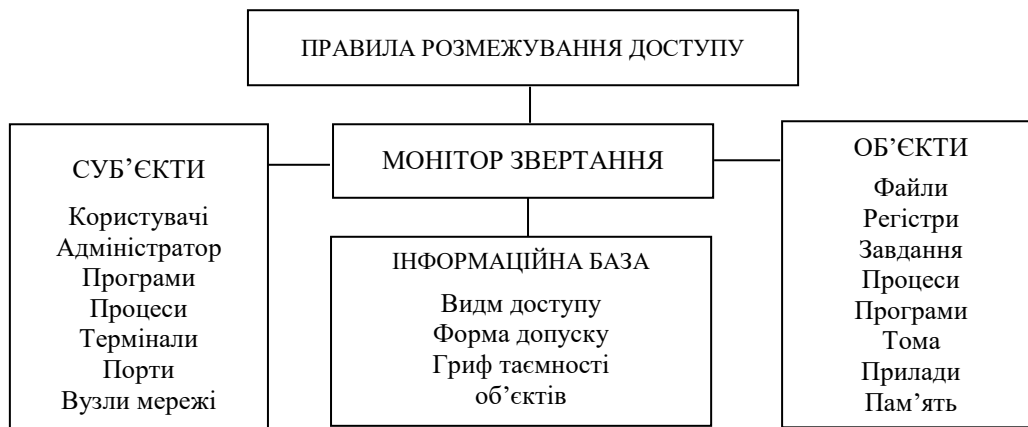 ПРАВИЛА РОЗМЕЖУВАННЯ ДОСТУПУ
СУБ’ЄКТИ
Користувачі
Адміністратор
Програми
Процеси
Термінали
Порти
Вузли мережі
МОНІТОР ЗВЕРТАННЯ
ІНФОРМАЦІЙНА БАЗА
Видм доступу
Форма допуску
Гриф таємності
об’єктів
ОБ’ЄКТИ
Файли
Регістри
Завдання
Процеси
Програми
Тома
Прилади
Пам’ять